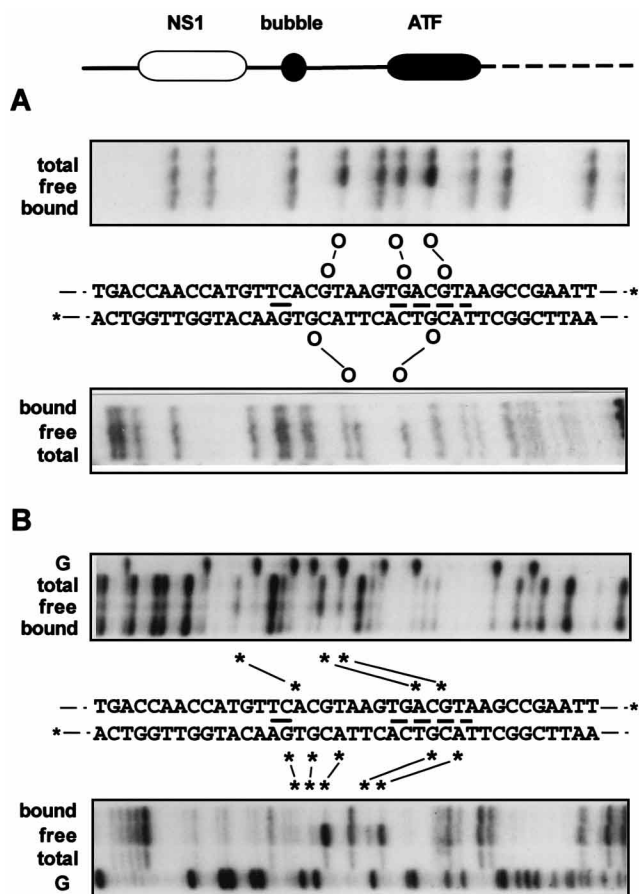 NS1 bubble ATF
A
total
free
bound
O O O
O O O
— - TGACCAACCATGTTCACGTAAGTGACGTAAGCCGAATT — - *
* — - ACTGGTTGGTACAAGTGCATTCACTGCATTCGGCTTAA — -
O O
O O
bound
free
total
B
G
total
free
bound
* * *
* * *
— - TGACCAACCATGTTCACGTAAGTGACGTAAGCCGAATT — - *
* — - ACTGGTTGGTACAAGTGCATTCACTGCATTCGGCTTAA — -
* * * * *
* * * * *
bound
free
total
G